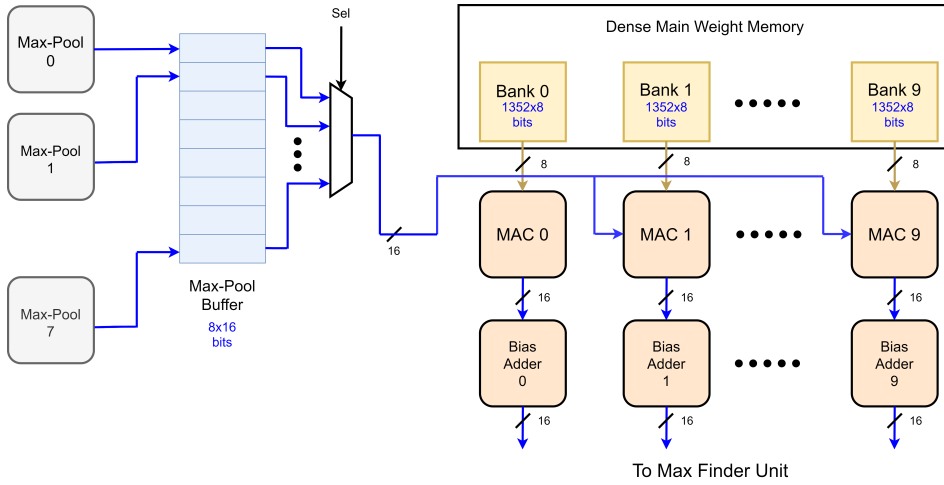 Sel
Max-Pool
0
Max-Pool
1
Max-Pool
7
Max-Pool
Buffer
8x16
bits
16
Dense Main Weight Memory
Bank 0
1352x8
bits
Bank 1
1352x8
bits
Bank 9
1352x8
bits
8
8
8
MAC 0
MAC 1
MAC 9
16
16
16
Bias
Adder
0
Bias
Adder
1
Bias
Adder
9
16
16
16
To Max Finder Unit